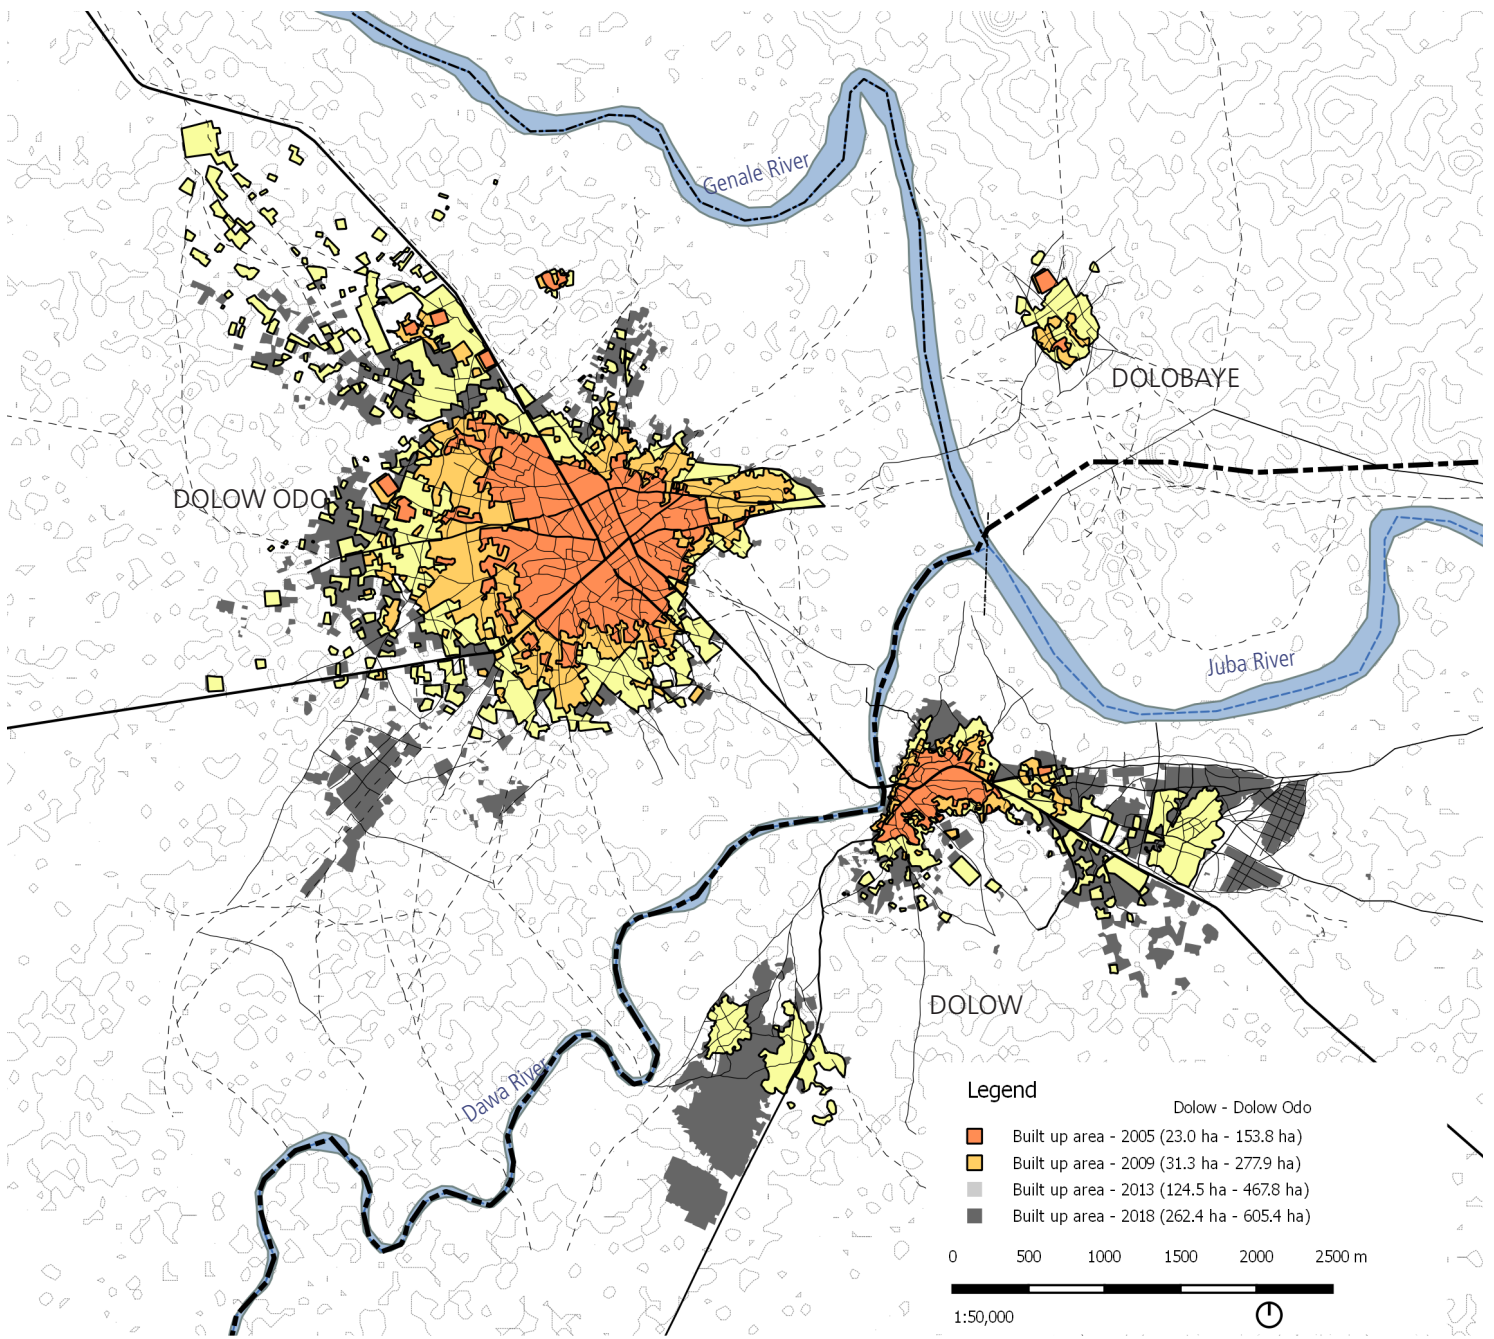 Genale River
DOLOBAYE
DOLOW ODO
Juba River
DOLOW
Dawa River
Legend
Dolow - Dolow Odo
Built up area - 2005 (23.0 ha - 153.8 ha)
Built up area - 2009 (31.3 ha - 277.9 ha)
Built up area - 2013 (124.5 ha - 467.8 ha)
Built up area - 2018 (262.4 ha - 605.4 ha)
0 500 1000 1500 2000 2500 m
1:50,000